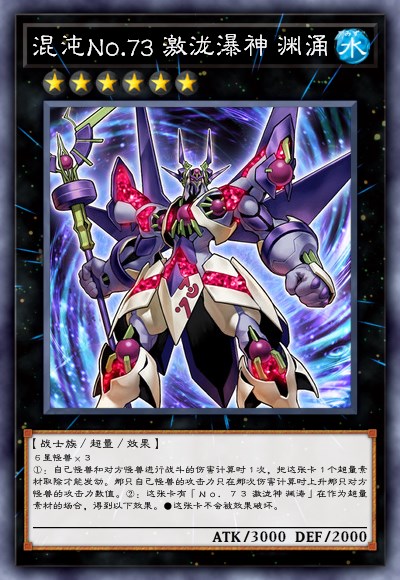 混沌No.73 激泷瀑神 渊涌 水
【战士族/超量/效果】
6星怪兽×3
①：自己怪兽和对方怪兽进行战斗的伤害计算时1次，把这张卡1个超量素
材取除才能发动。那只自己怪兽的攻击力只在那次伤害计算时上升那只对方
怪兽的攻击力数值。②：这张卡有「No.73 激泷神 渊涛」在作为超量
素材的场合，得到以下效果。●这张卡不会被效果破坏。
ATK/3000 DEF/2000